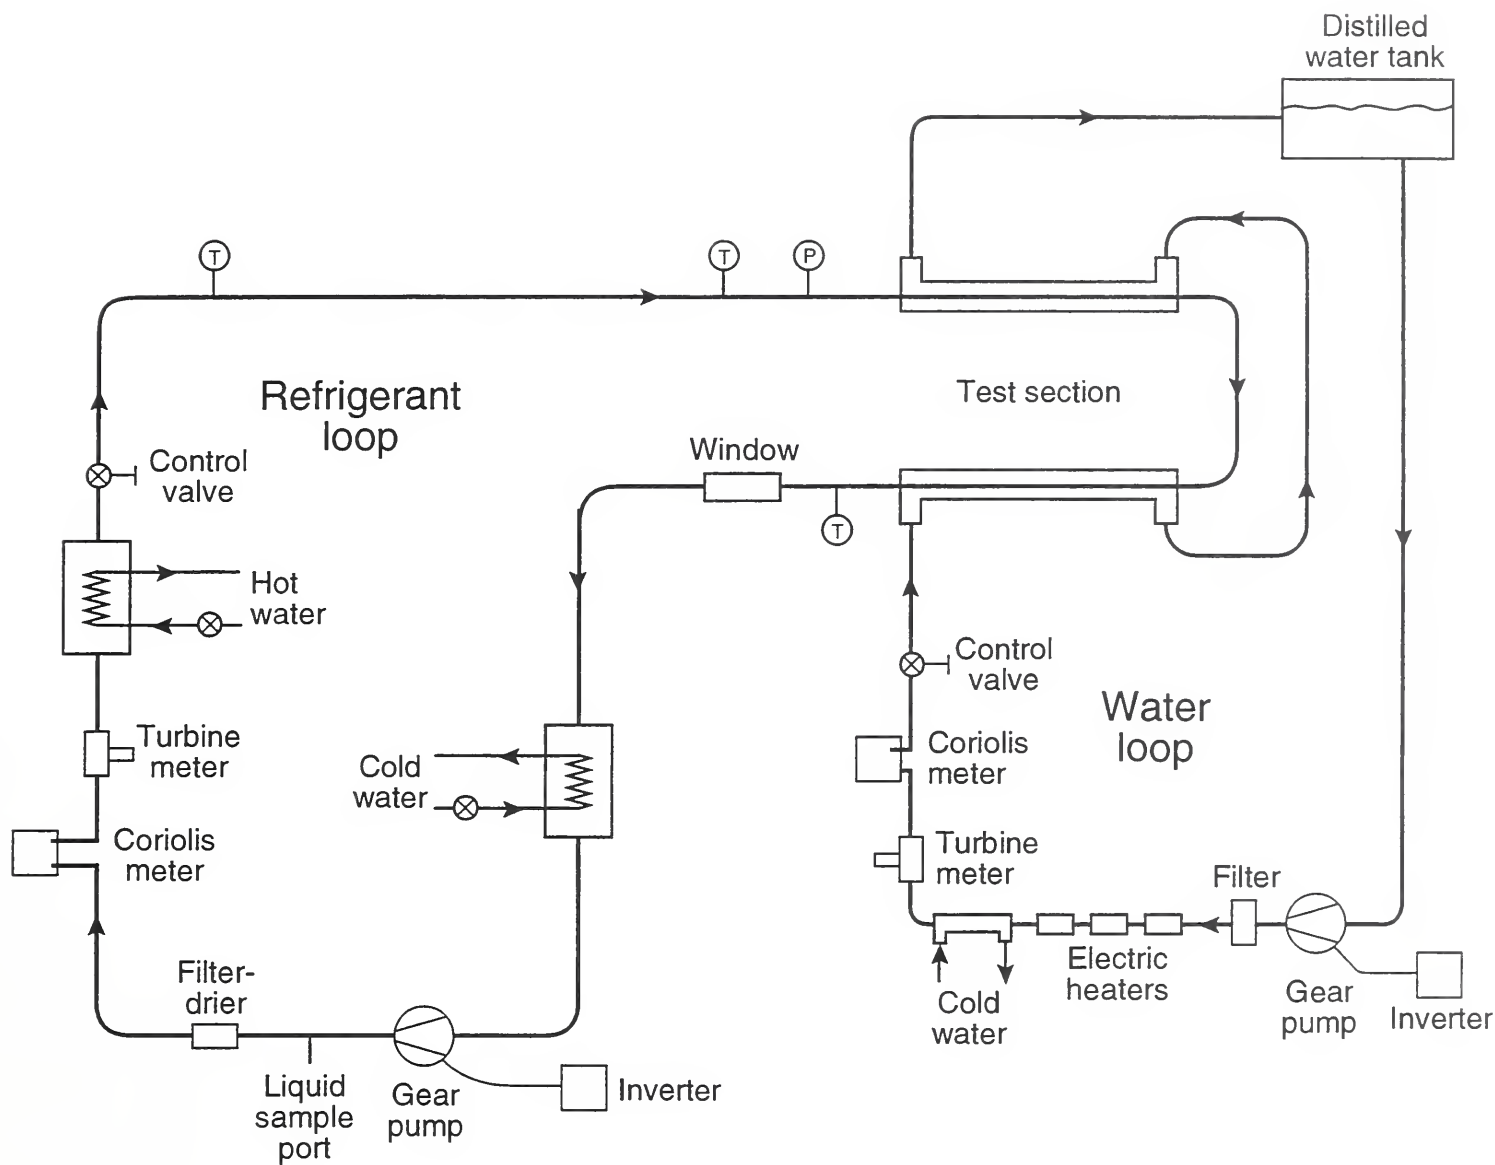 Distilled
water tank
T
T
P
Refrigerant
loop
Test section
Window
Control
valve
T
Hot
water
Control
valve
Water
loop
Turbine
meter
Cold
water
Coriolis
meter
Coriolis
meter
Turbine
meter
Filter
Electric
heaters
Filter-
drier
Cold
water
Gear
pump
Inverter
Liquid
sample
port
Gear
pump
Inverter